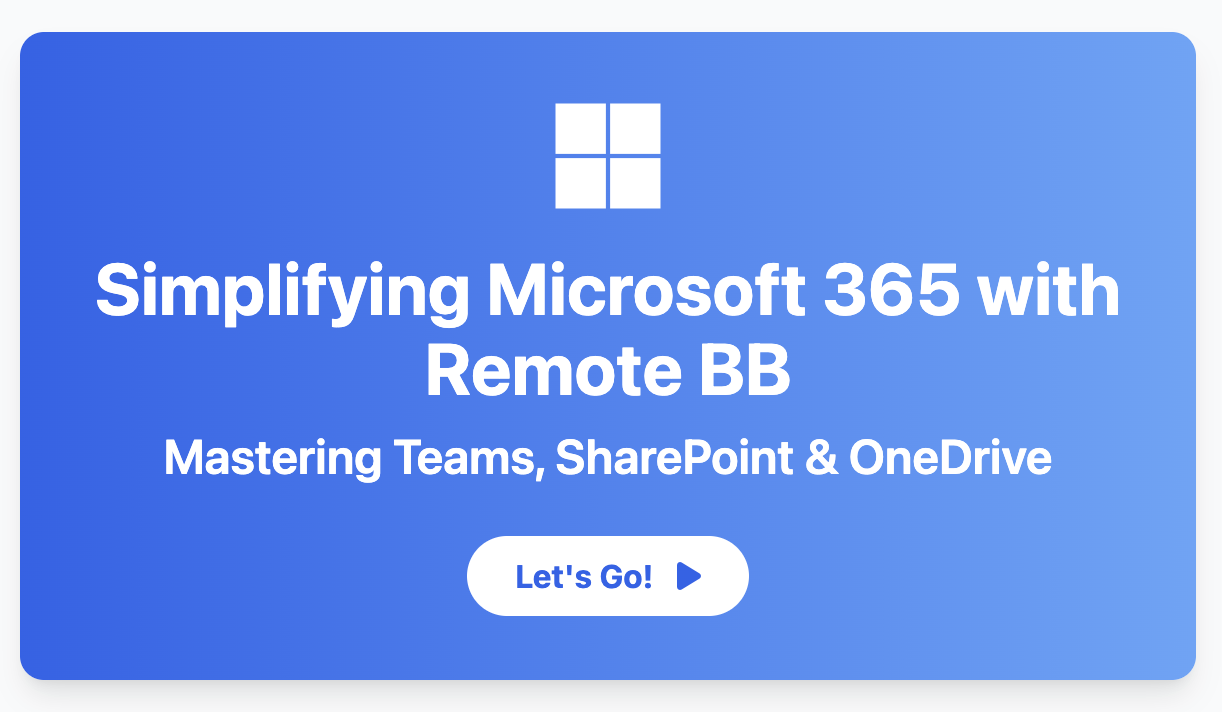 Simplifying Microsoft 365 with
Remote BB
Mastering Teams, SharePoint & OneDrive
Let's Go!